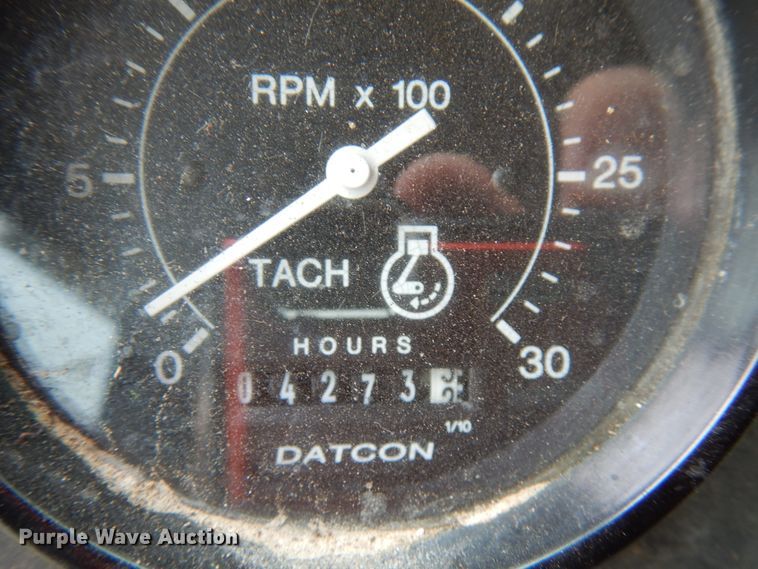 RPM x 100
5
25
TACH
0
HOURS
30
04273
1/10
DATCON
Purple Wave Auction®